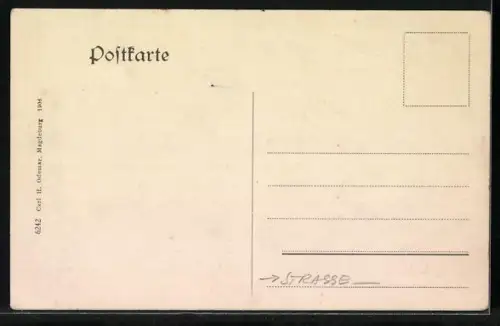 Poſtkarte
6242 Carl H. Odemar, Magdeburg 1908
→STRASSE